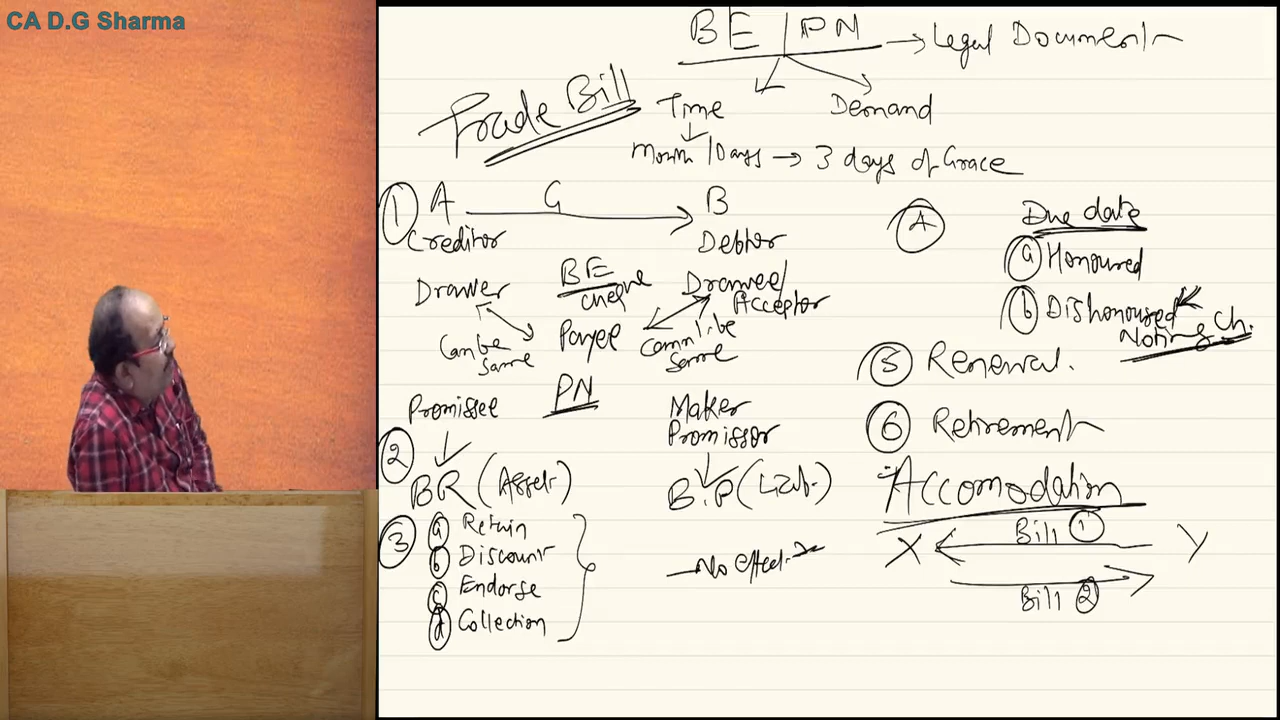 CA D.G Sharma
BE | PN → Legal Document
Trade Bill
Time Demand
Month / Days → 3 days of Grace
① A G B
Creditor Debtor
Drawer BE Drawee/
cheque Acceptor
Can be same Payee Cann't be same
Promissee PN Maker
Promissor
② BR (Asset) B.P (Liab.)
③ ⓐ Retain
ⓑ Discount
ⓒ Endorse
ⓓ Collection
No effect
④ Due date
ⓐ Honoured
ⓑ Dishonoured
Noting Ch.
⑤ Renewal.
⑥ Retirement
Accomodation
X Bill ① Y
Bill ②